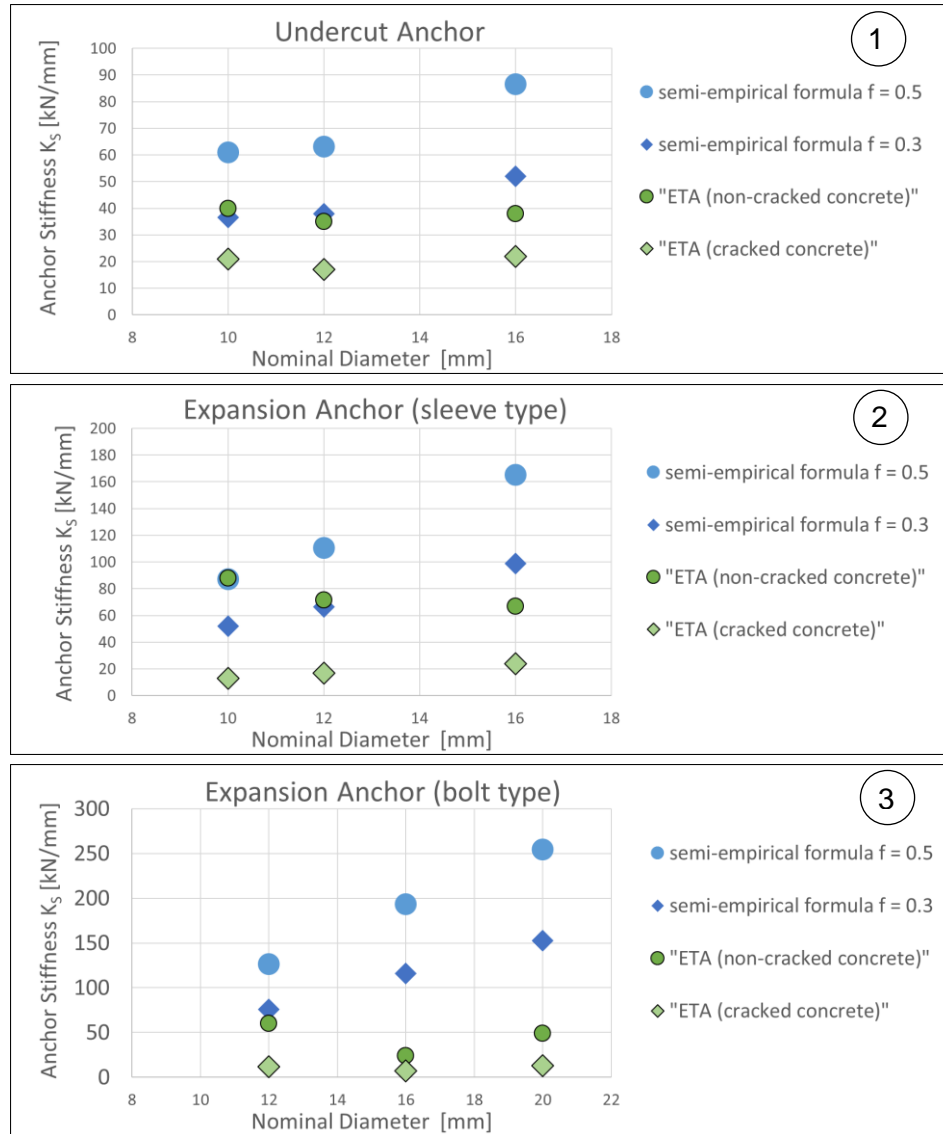 Undercut Anchor
1
Anchor Stiffness KS [kN/mm]
100
90
80
70
60
50
40
30
20
10
0
8
10
12
14
16
18
Nominal Diameter [mm]
semi-empirical formula f = 0.5
semi-empirical formula f = 0.3
"ETA (non-cracked concrete)"
"ETA (cracked concrete)"
Expansion Anchor (sleeve type)
2
Anchor Stiffness KS [kN/mm]
200
180
160
140
120
100
80
60
40
20
0
8
10
12
14
16
18
Nominal Diameter [mm]
semi-empirical formula f = 0.5
semi-empirical formula f = 0.3
"ETA (non-cracked concrete)"
"ETA (cracked concrete)"
Expansion Anchor (bolt type)
3
Anchor Stiffness KS [kN/mm]
300
250
200
150
100
50
0
8
10
12
14
16
18
20
22
Nominal Diameter [mm]
semi-empirical formula f = 0.5
semi-empirical formula f = 0.3
"ETA (non-cracked concrete)"
"ETA (cracked concrete)"